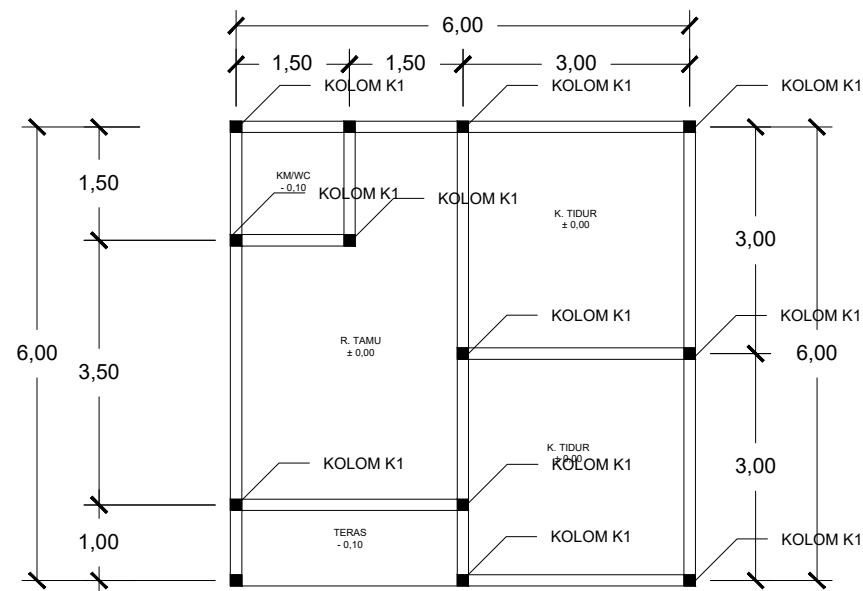 6,00
1,50
1,50
3,00
KOLOM K1
KOLOM K1
KOLOM K1
1,50
KM/WC
- 0,10
KOLOM K1
KOLOM K1
K. TIDUR
± 0,00
3,00
KOLOM K1
KOLOM K1
R. TAMU
± 0,00
6,00
3,50
6,00
K. TIDUR
± 0,00
KOLOM K1
KOLOM K1
3,00
TERAS
- 0,10
1,00
KOLOM K1
KOLOM K1